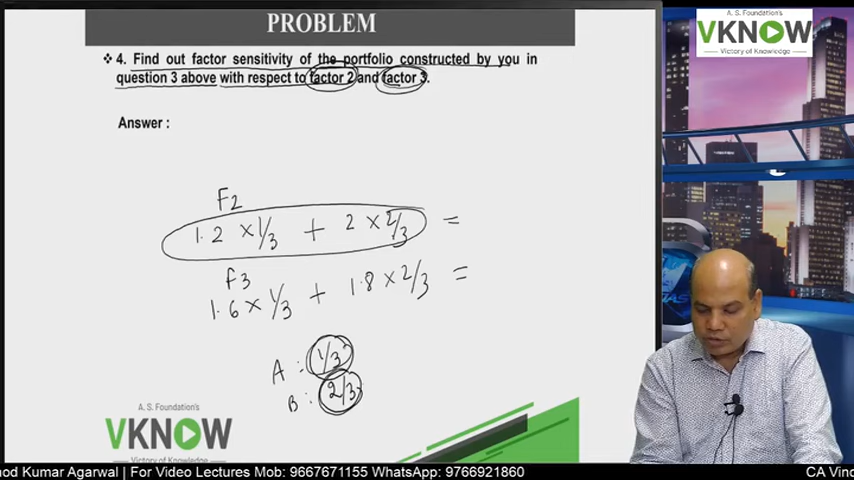 PROBLEM
A. S. Foundation's
VKNOW
Victory of Knowledge
❖ 4. Find out factor sensitivity of the portfolio constructed by you in
question 3 above with respect to factor 2 and factor 3.
Answer :
F2
1.2 × 1/3 + 2 × 2/3 =
F3
1.6 × 1/3 + 1.8 × 2/3 =
A : 1/3
B : 2/3
A. S. Foundation's
VKNOW
Victory of Knowledge
nod Kumar Agarwal | For Video Lectures Mob: 9667671155 WhatsApp: 9766921860
CA Vino